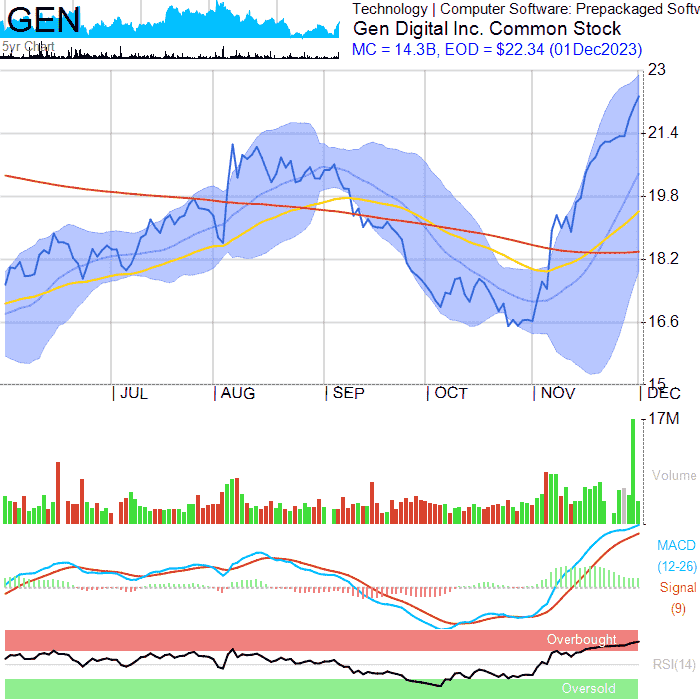 GEN
Technology | Computer Software: Prepackaged Softw
Gen Digital Inc. Common Stock
5yr Chart
MC = 14.3B, EOD = $22.34 (01Dec2023)
23
21.4
19.8
18.2
16.6
15
JUL AUG SEP OCT NOV DEC
17M
Volume
MACD
(12-26)
Signal
(9)
Overbought
RSI(14)
Oversold